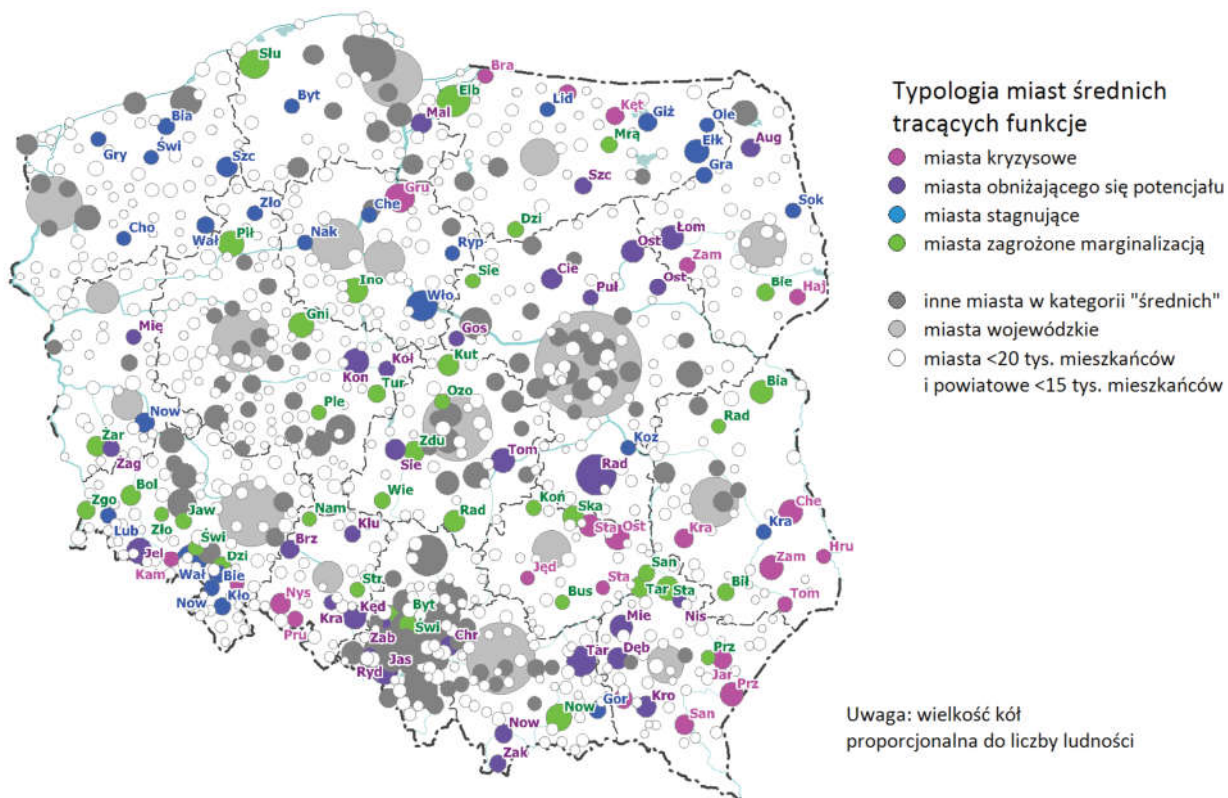 Słu
Bra
Elb
Kęt
Lid
Giż
Ole
Byt
Mal
Bia
Mrą
Ełk
Aug
Gry
Świ
Szc
Gra
Szc
Gru
Zło
Che
Sok
Dzi
Cho
Wał
Pił
Nak
Łom
Ost
Ryp
Zam
Sie
Cie
Ino
Puł
Ost
Bie
Haj
Wło
Gni
Mię
Gos
Koł
Kut
Kon
Tur
Bia
Ozo
Ple
Rad
Now
Żar
Żag
Zdu
Sie
Tom
Koz
Rad
Bol
Wie
Zgo
Jaw
Nam
Rad
Koń
Ska
Che
Zło
Lub
Klu
Sta
Ost
Kra
Kra
Świ
Brz
Jel
Dzi
Hru
Kam
Wał
Bie
Jęd
San
Zam
Str
Sta
Tar
Sta
Bił
Now
Kło
Nys
Kęd
Byt
Bus
Nis
Tom
Pru
Kra
Zab
Świ
Chr
Mie
Jas
Ryd
Tar
Dęb
Prz
Jar
Prz
Gor
Kro
Now
San
Now
Zak
Typologia miast średnich
tracących funkcje
miasta kryzysowe
miasta obniżającego się potencjału
miasta stagnujące
miasta zagrożone marginalizacją
inne miasta w kategorii "średnich"
miasta wojewódzkie
miasta <20 tys. mieszkańców
i powiatowe <15 tys. mieszkańców
Uwaga: wielkość kół
proporcjonalna do liczby ludności